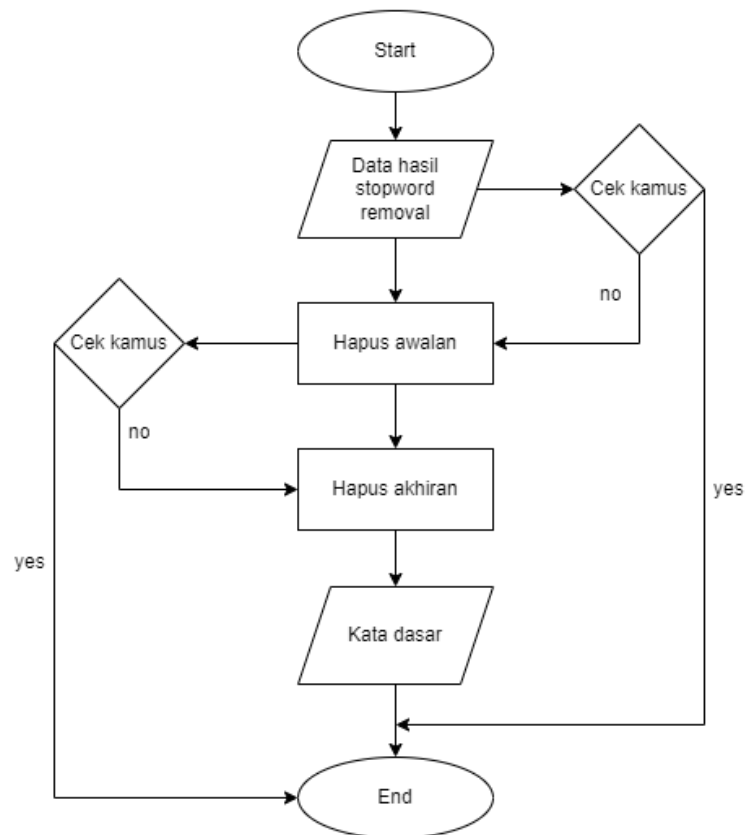 Start
Data hasil
stopword
removal
Cek kamus
no
Hapus awalan
Cek kamus
no
Hapus akhiran
yes
yes
Kata dasar
End